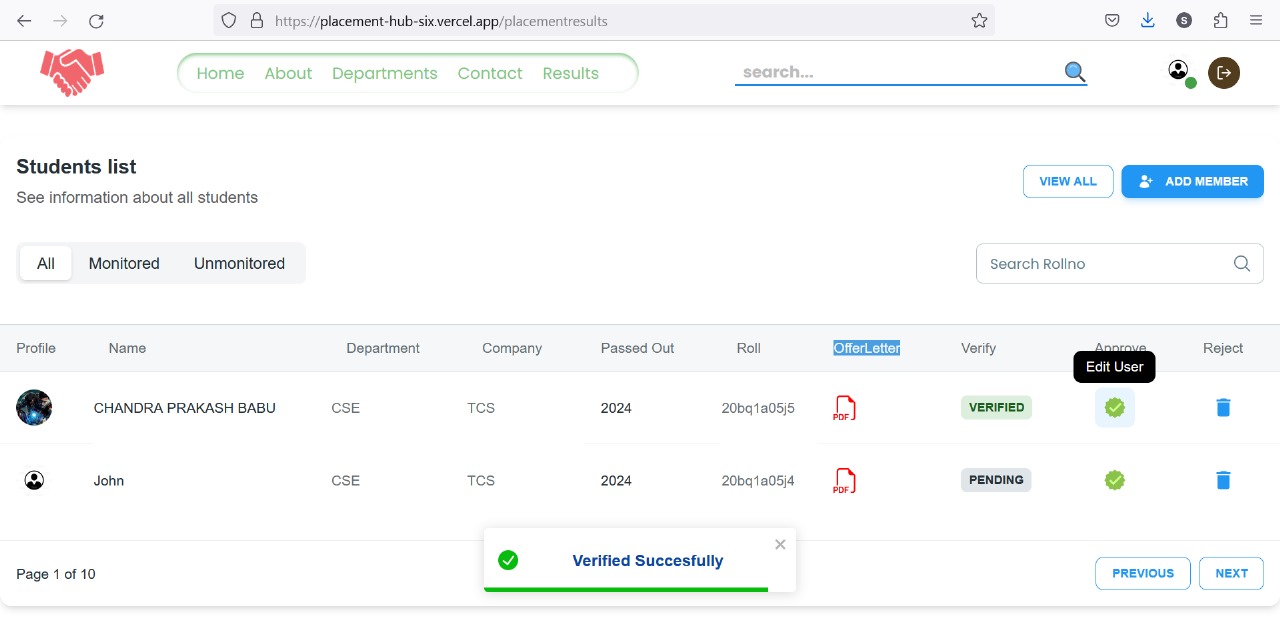 https://placement-hub-six.vercel.app/placementresults
S
Home About Departments Contact Results
search...
Students list
See information about all students
VIEW ALL
ADD MEMBER
All Monitored Unmonitored
Search Rollno
Profile Name Department Company Passed Out Roll OfferLetter Verify Approve Reject
Edit User
CHANDRA PRAKASH BABU CSE TCS 2024 20bq1a05j5 PDF VERIFIED
John CSE TCS 2024 20bq1a05j4 PDF PENDING
Verified Succesfully
Page 1 of 10
PREVIOUS
NEXT